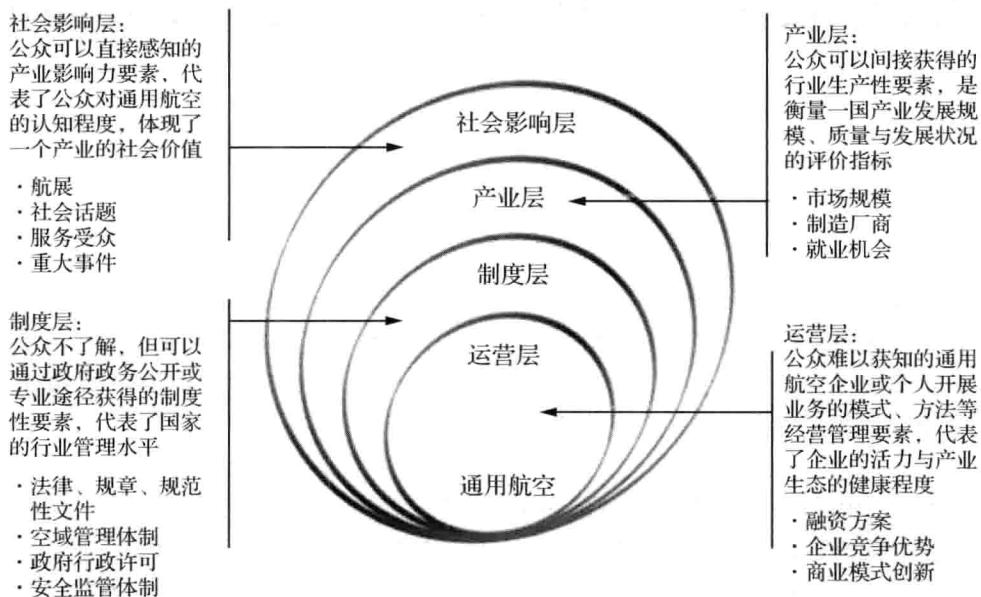 社会影响层：
公众可以直接感知的
产业影响力要素，代
表了公众对通用航空
的认知程度，体现了
一个产业的社会价值
·航展
·社会话题
·服务受众
·重大事件
制度层：
公众不了解，但可以
通过政府政务公开或
专业途径获得的制度
性要素，代表了国家
的行业管理水平
·法律、规章、规范
性文件
·空域管理体制
·政府行政许可
·安全监管体制
社会影响层
产业层
制度层
运营层
通用航空
产业层：
公众可以间接获得的
行业生产性要素，是
衡量一国产业发展规
模、质量与发展状况
的评价指标
·市场规模
·制造厂商
·就业机会
运营层：
公众难以获知的通用
航空企业或个人开展
业务的模式、方法等
经营管理要素，代表
了企业的活力与产业
生态的健康程度
·融资方案
·企业竞争优势
·商业模式创新